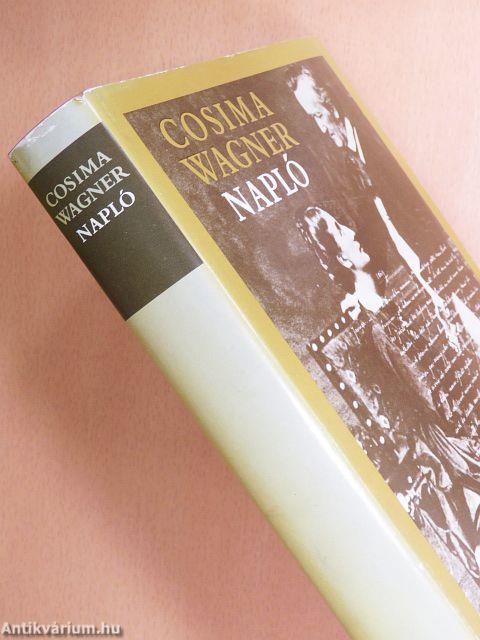 COSIMA
WAGNER
NAPLÓ
COSIMA
WAGNER
NAPLÓ
Antikvárium.hu